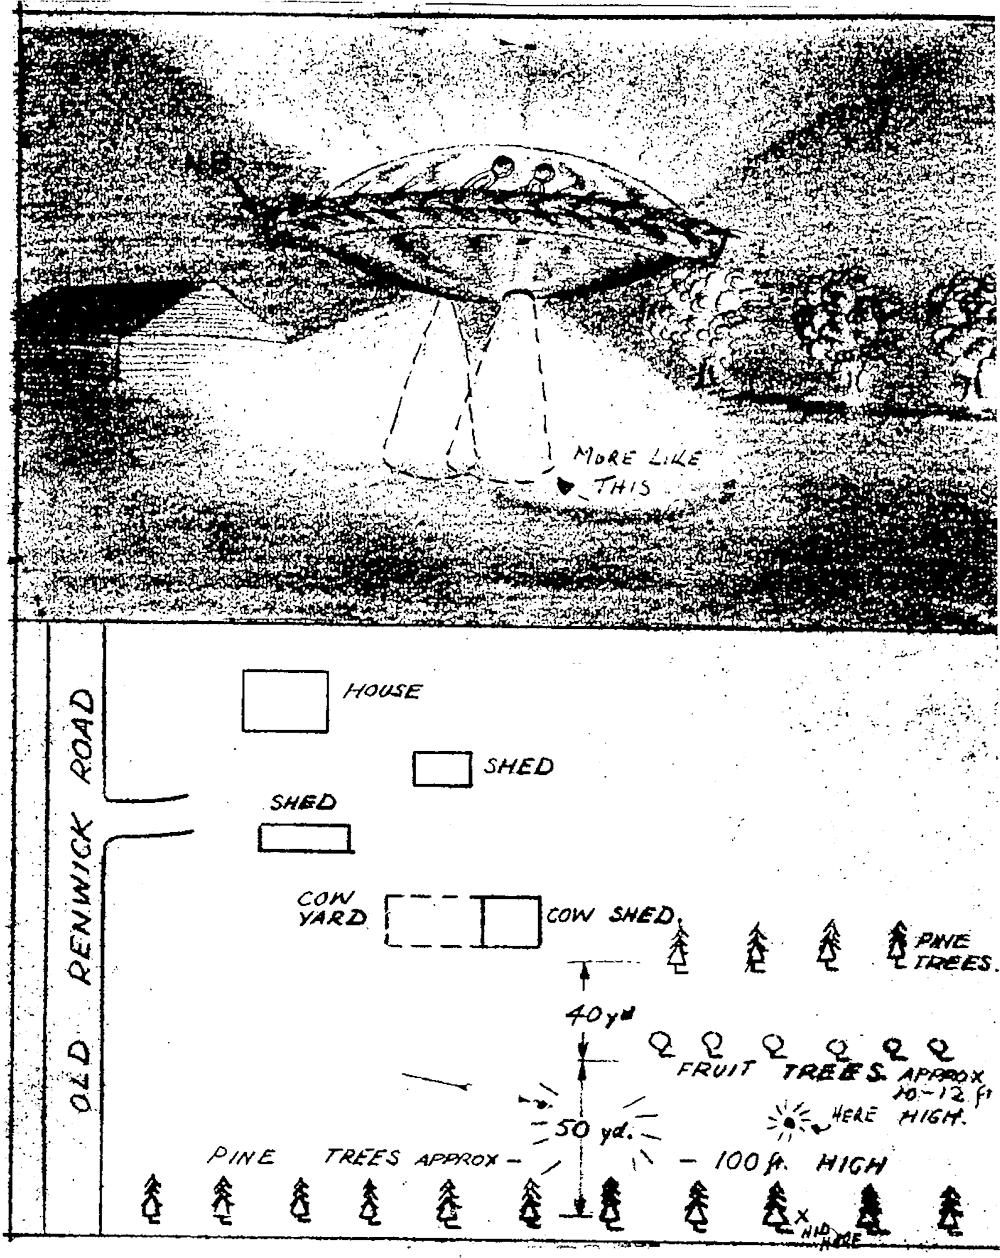 MORE LIKE
THIS
HOUSE
SHED
SHED
COW
YARD
COW SHED.
OLD RENWICK ROAD
PINE
TREES.
40 yd
FRUIT TREES. APPROX
10-12 ft
HIGH.
HERE
50 yd.
PINE TREES APPROX - - 100 ft. HIGH
X HID
HERE